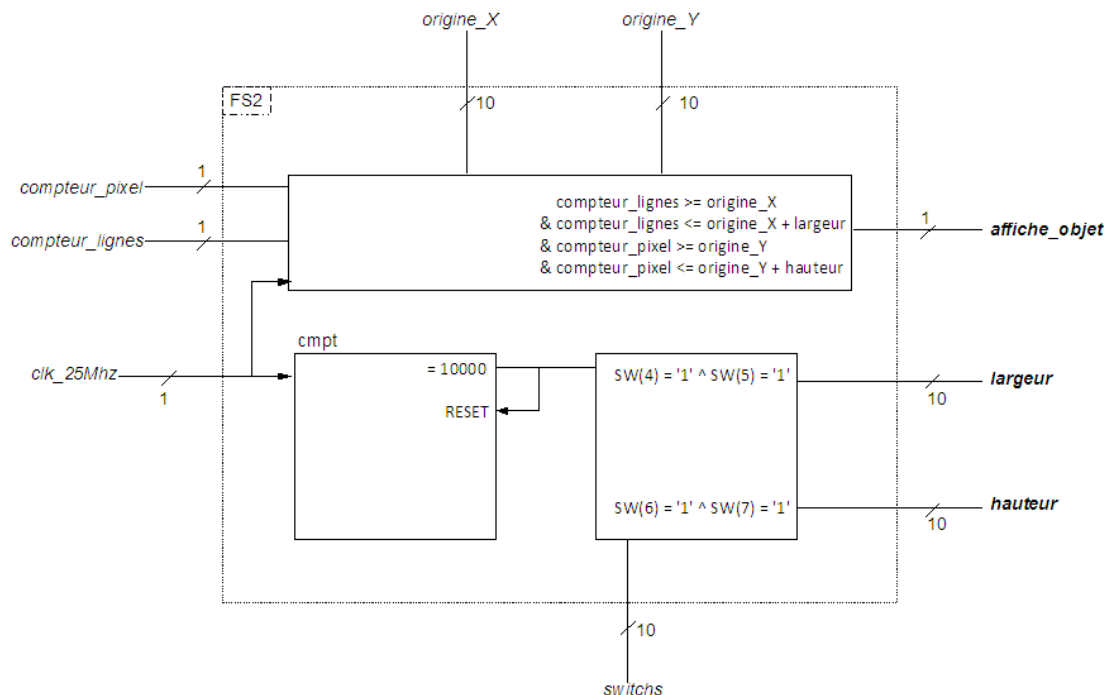 origine_X
origine_Y
10
10
FS2
compteur_pixel
1
compteur_lignes
1
compteur_lignes >= origine_X
& compteur_lignes <= origine_X + largeur
& compteur_pixel >= origine_Y
& compteur_pixel <= origine_Y + hauteur
1
affiche_objet
clk_25Mhz
1
cmpt
= 10000
RESET
SW(4) = '1' ^ SW(5) = '1'
SW(6) = '1' ^ SW(7) = '1'
largeur
10
hauteur
10
10
switchs